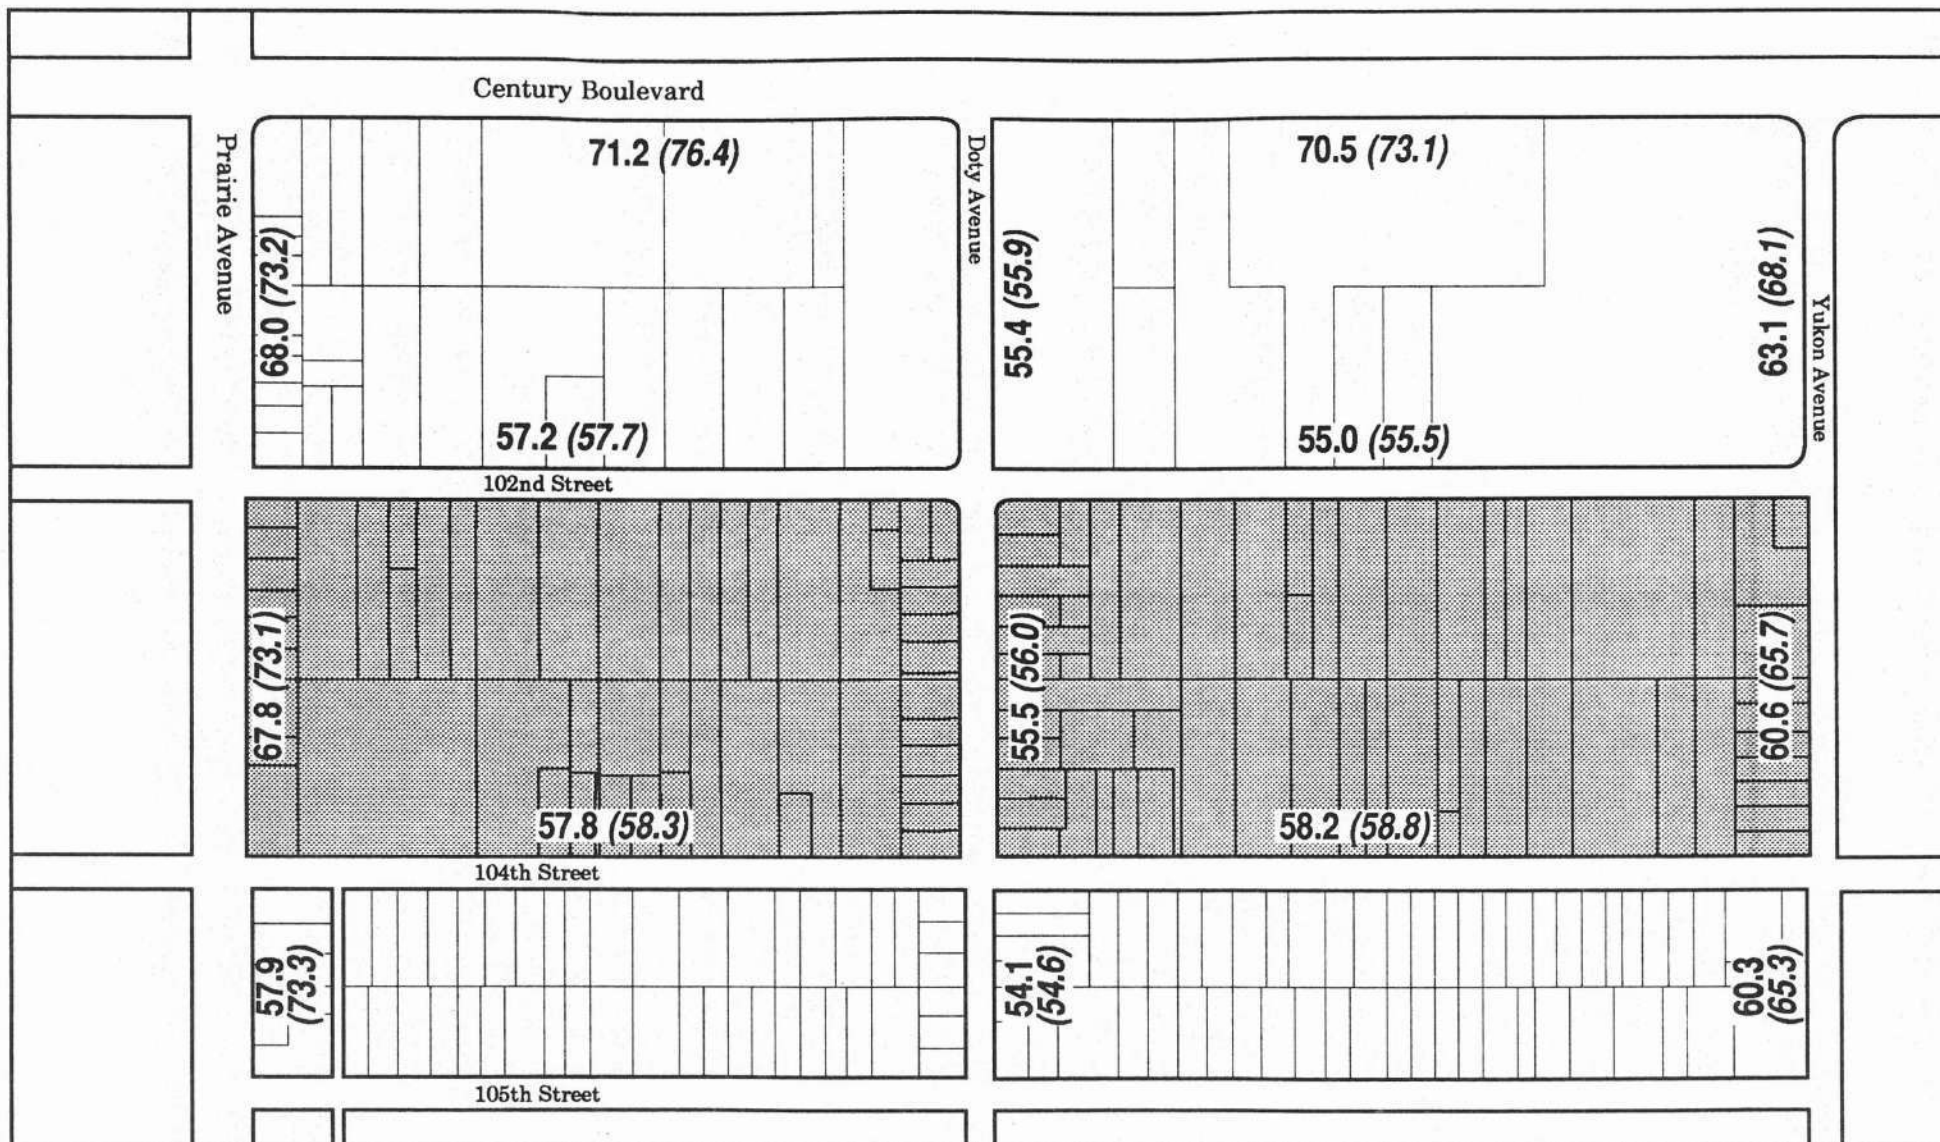 Century Boulevard
71.2 (76.4)
70.5 (73.1)
Prairie Avenue
Doty Avenue
68.0 (73.2)
55.4 (55.9)
63.1 (68.1)
Yukon Avenue
57.2 (57.7)
55.0 (55.5)
102nd Street
67.8 (73.1)
55.5 (56.0)
60.6 (65.7)
57.8 (58.3)
58.2 (58.8)
104th Street
57.9
(73.3)
54.1
(54.6)
60.3
(65.3)
105th Street